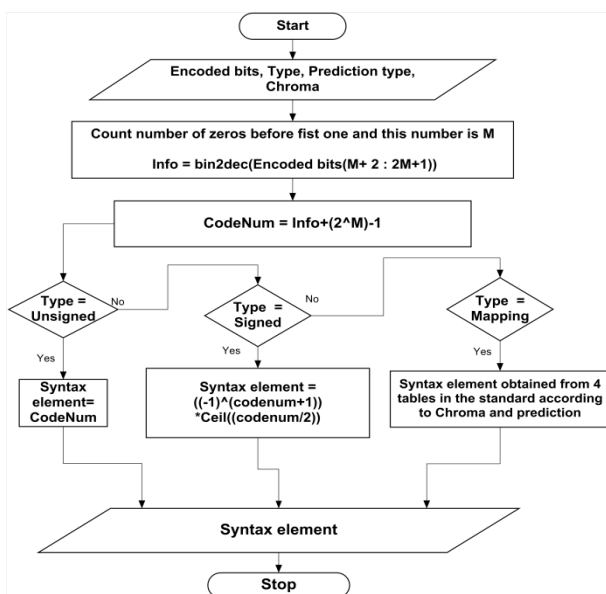 Start
Encoded bits, Type, Prediction type,
Chroma
Count number of zeros before fist one and this number is M
Info = bin2dec(Encoded bits(M+ 2 : 2M+1))
CodeNum = Info+(2^M)-1
Type =
Unsigned
No
Type =
Signed
No
Type =
Mapping
Yes
Yes
Yes
Syntax
element=
CodeNum
Syntax element =
((-1)^(codenum+1))
*Ceil((codenum/2))
Syntax element obtained from 4
tables in the standard according
to Chroma and prediction
Syntax element
Stop